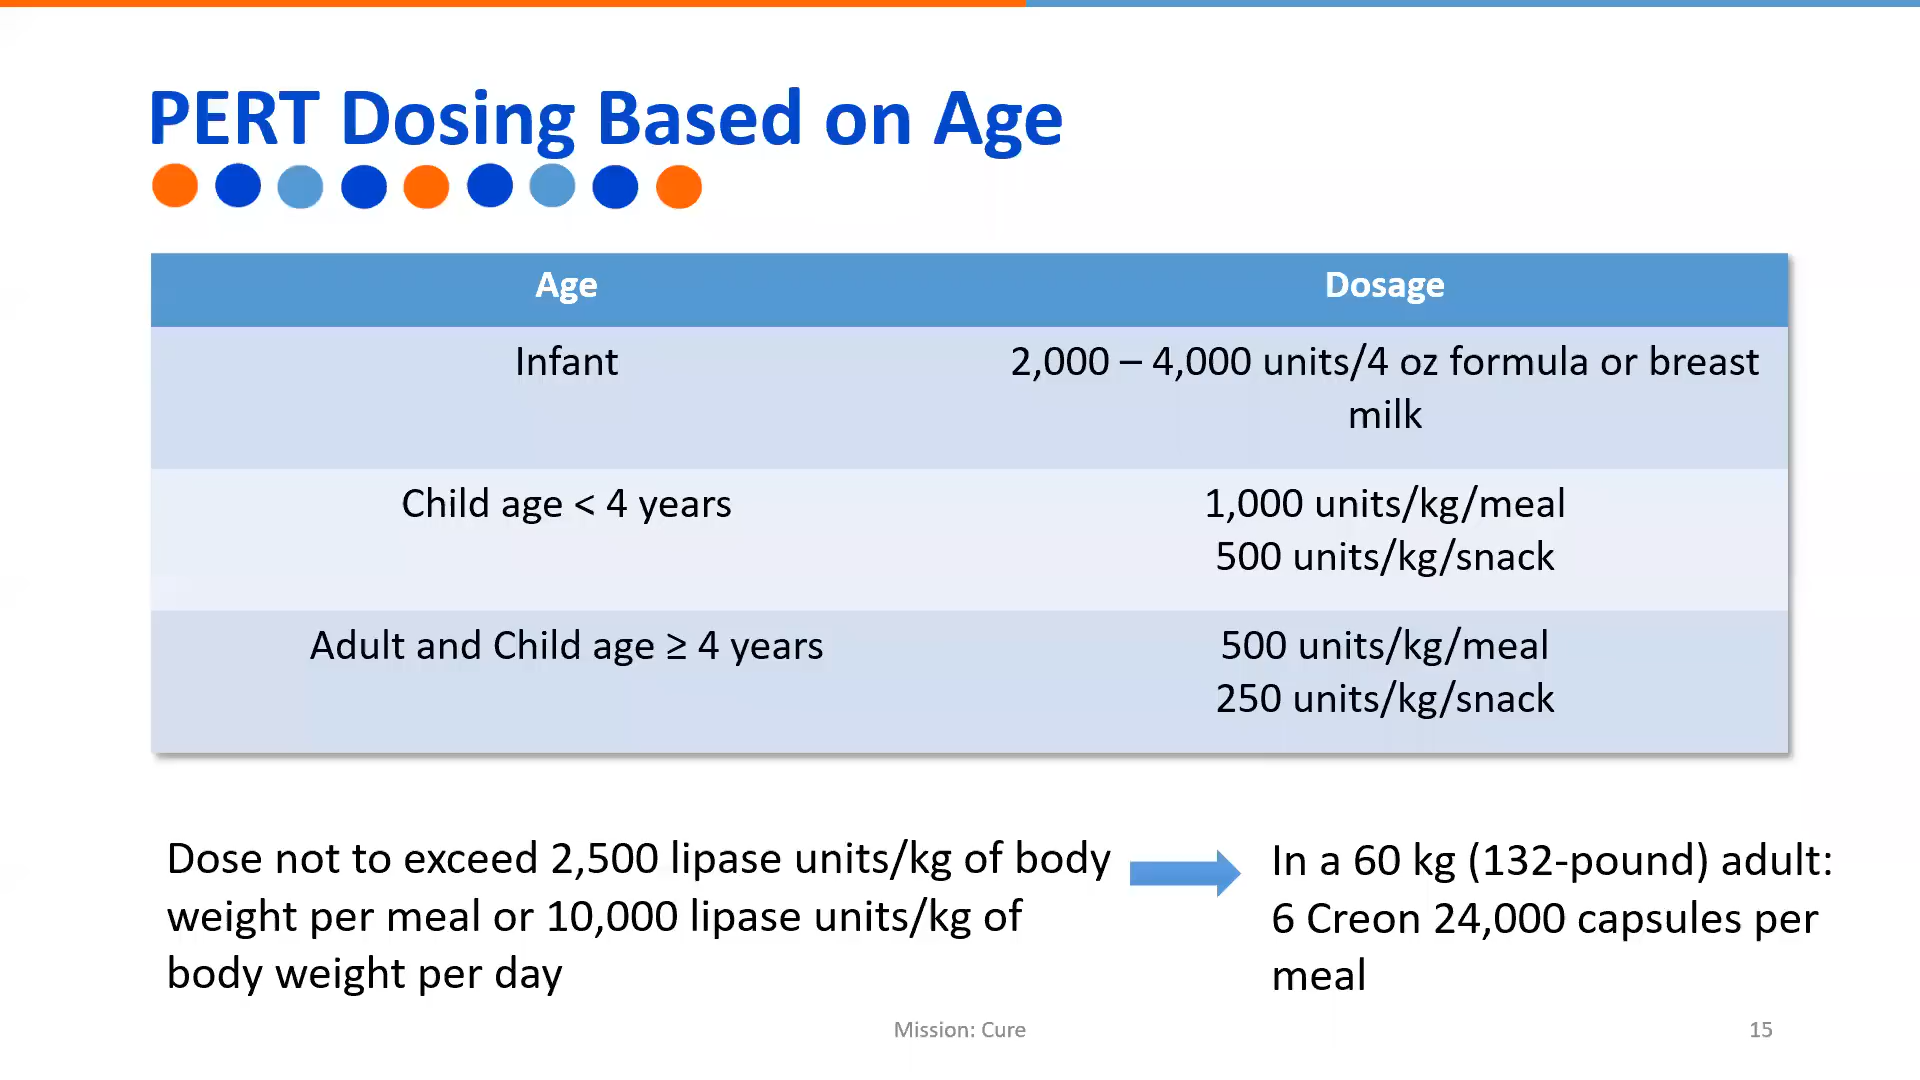 PERT Dosing Based on Age
Age
Dosage
Infant
2,000 – 4,000 units/4 oz formula or breast
milk
Child age < 4 years
1,000 units/kg/meal
500 units/kg/snack
Adult and Child age ≥ 4 years
500 units/kg/meal
250 units/kg/snack
Dose not to exceed 2,500 lipase units/kg of body
weight per meal or 10,000 lipase units/kg of
body weight per day
In a 60 kg (132-pound) adult:
6 Creon 24,000 capsules per
meal
Mission: Cure
15